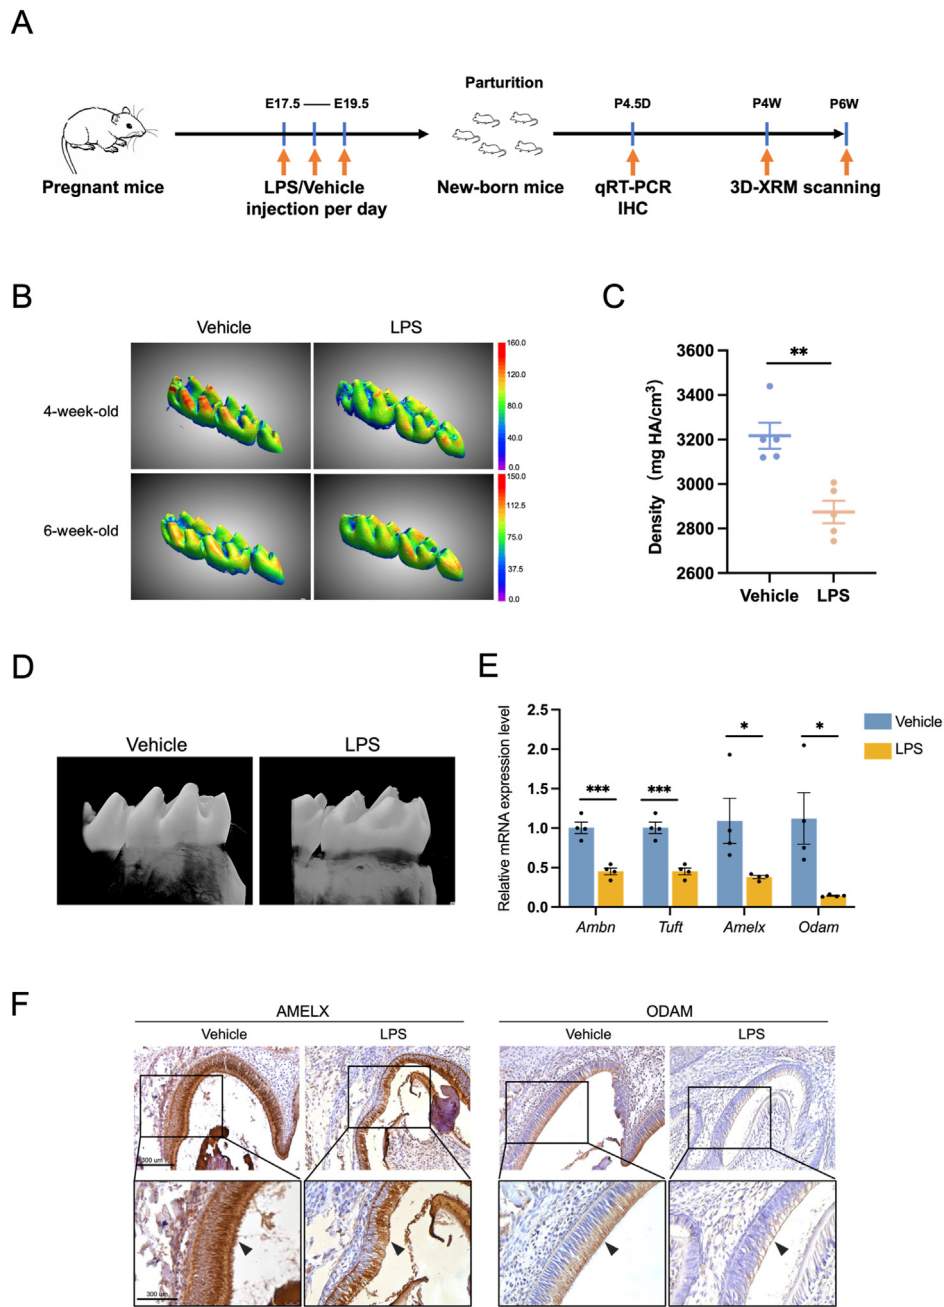 A
E17.5
E19.5
Parturition
P4.5D
P4W
P6W
Pregnant mice
LPS/Vehicle
injection per day
New-born mice
qRT-PCR
IHC
3D-XRM scanning
B
Vehicle
LPS
4-week-old
160.0
120.0
80.0
40.0
0.0
6-week-old
150.0
112.5
75.0
37.5
0.0
C
Density (mg HA/cm³)
3600
3400
3200
3000
2800
2600
**
Vehicle
LPS
D
Vehicle
LPS
E
Relative mRNA expression level
2.5
2.0
1.5
1.0
0.5
0.0
***
***
*
*
Ambn
Tuft
Amelx
Odam
Vehicle
LPS
F
AMELX
ODAM
Vehicle
LPS
Vehicle
LPS
300 um
300 um